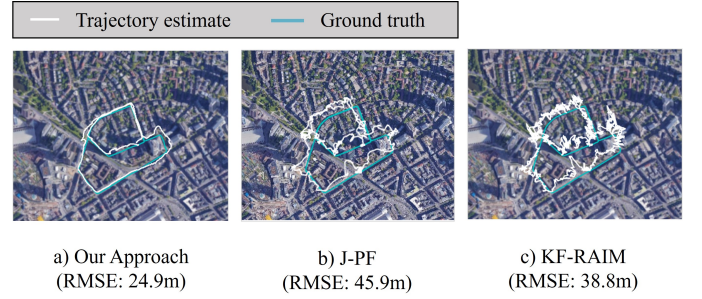 Trajectory estimate Ground truth
a) Our Approach
(RMSE: 24.9m)
b) J-PF
(RMSE: 45.9m)
c) KF-RAIM
(RMSE: 38.8m)